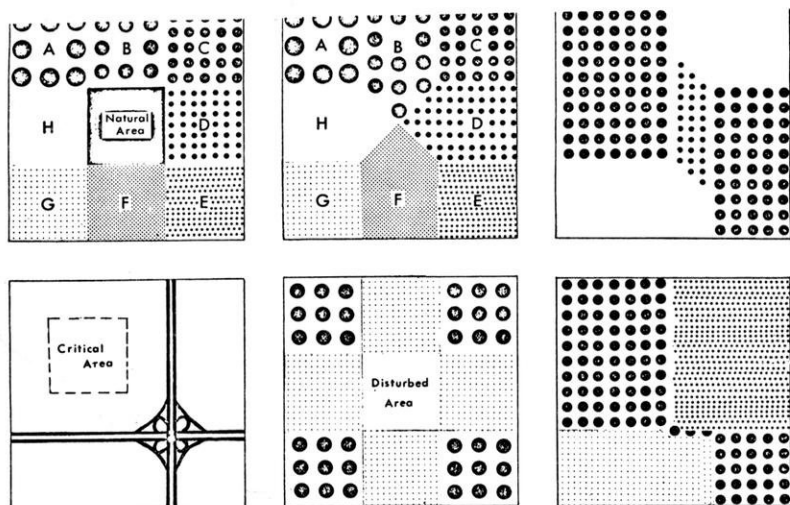 A B C
H Natural
Area D
G F E
A B C
H D
G F E
Critical
Area
Disturbed
Area